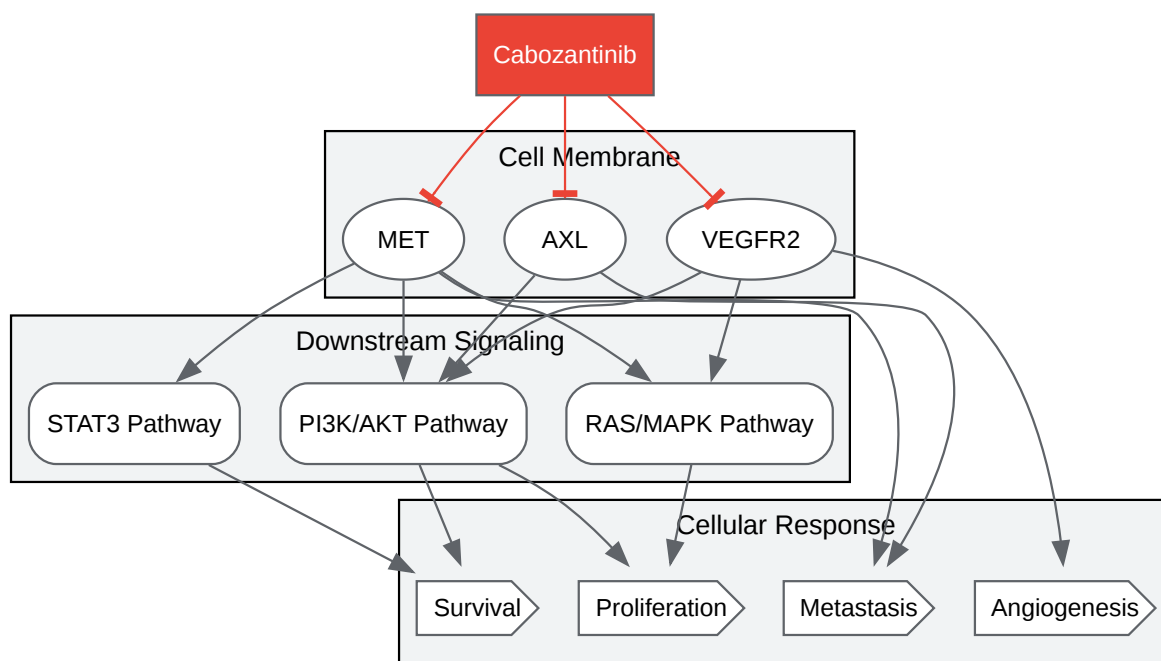 Cabozantinib
Cell Membrane
MET
AXL
VEGFR2
Downstream Signaling
STAT3 Pathway
PI3K/AKT Pathway
RAS/MAPK Pathway
Cellular Response
Survival
Proliferation
Metastasis
Angiogenesis